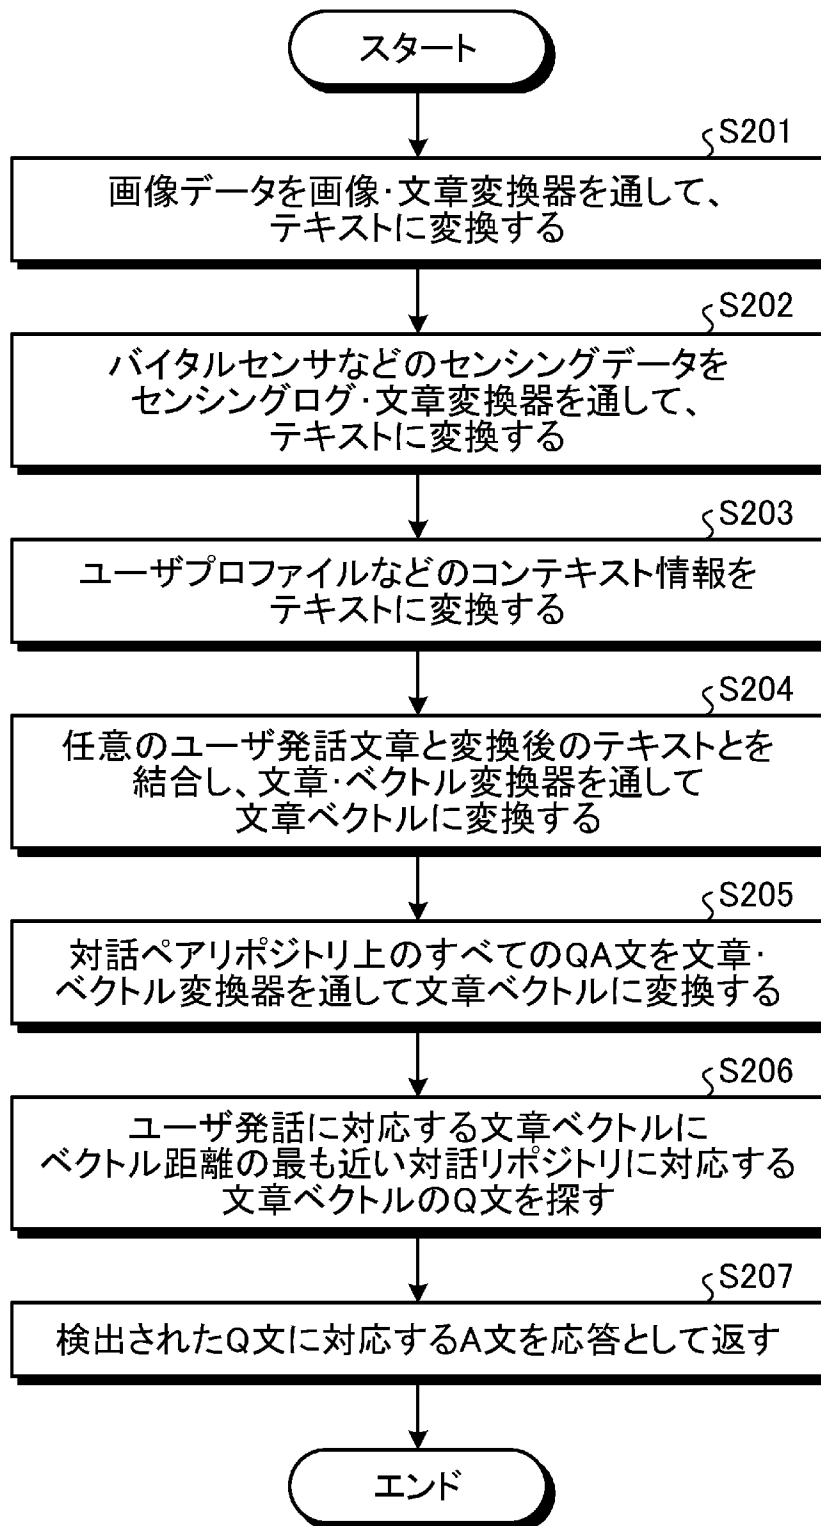 スタート
S201
画像データを画像･文章変換器を通して、
テキストに変換する
S202
バイタルセンサなどのセンシングデータを
センシングログ･文章変換器を通して、
テキストに変換する
S203
ユーザプロファイルなどのコンテキスト情報を
テキストに変換する
S204
任意のユーザ発話文章と変換後のテキストとを
結合し、文章･ベクトル変換器を通して
文章ベクトルに変換する
S205
対話ペアリポジトリ上のすべてのQA文を文章･
ベクトル変換器を通して文章ベクトルに変換する
S206
ユーザ発話に対応する文章ベクトルに
ベクトル距離の最も近い対話リポジトリに対応する
文章ベクトルのQ文を探す
S207
検出されたQ文に対応するA文を応答として返す
エンド